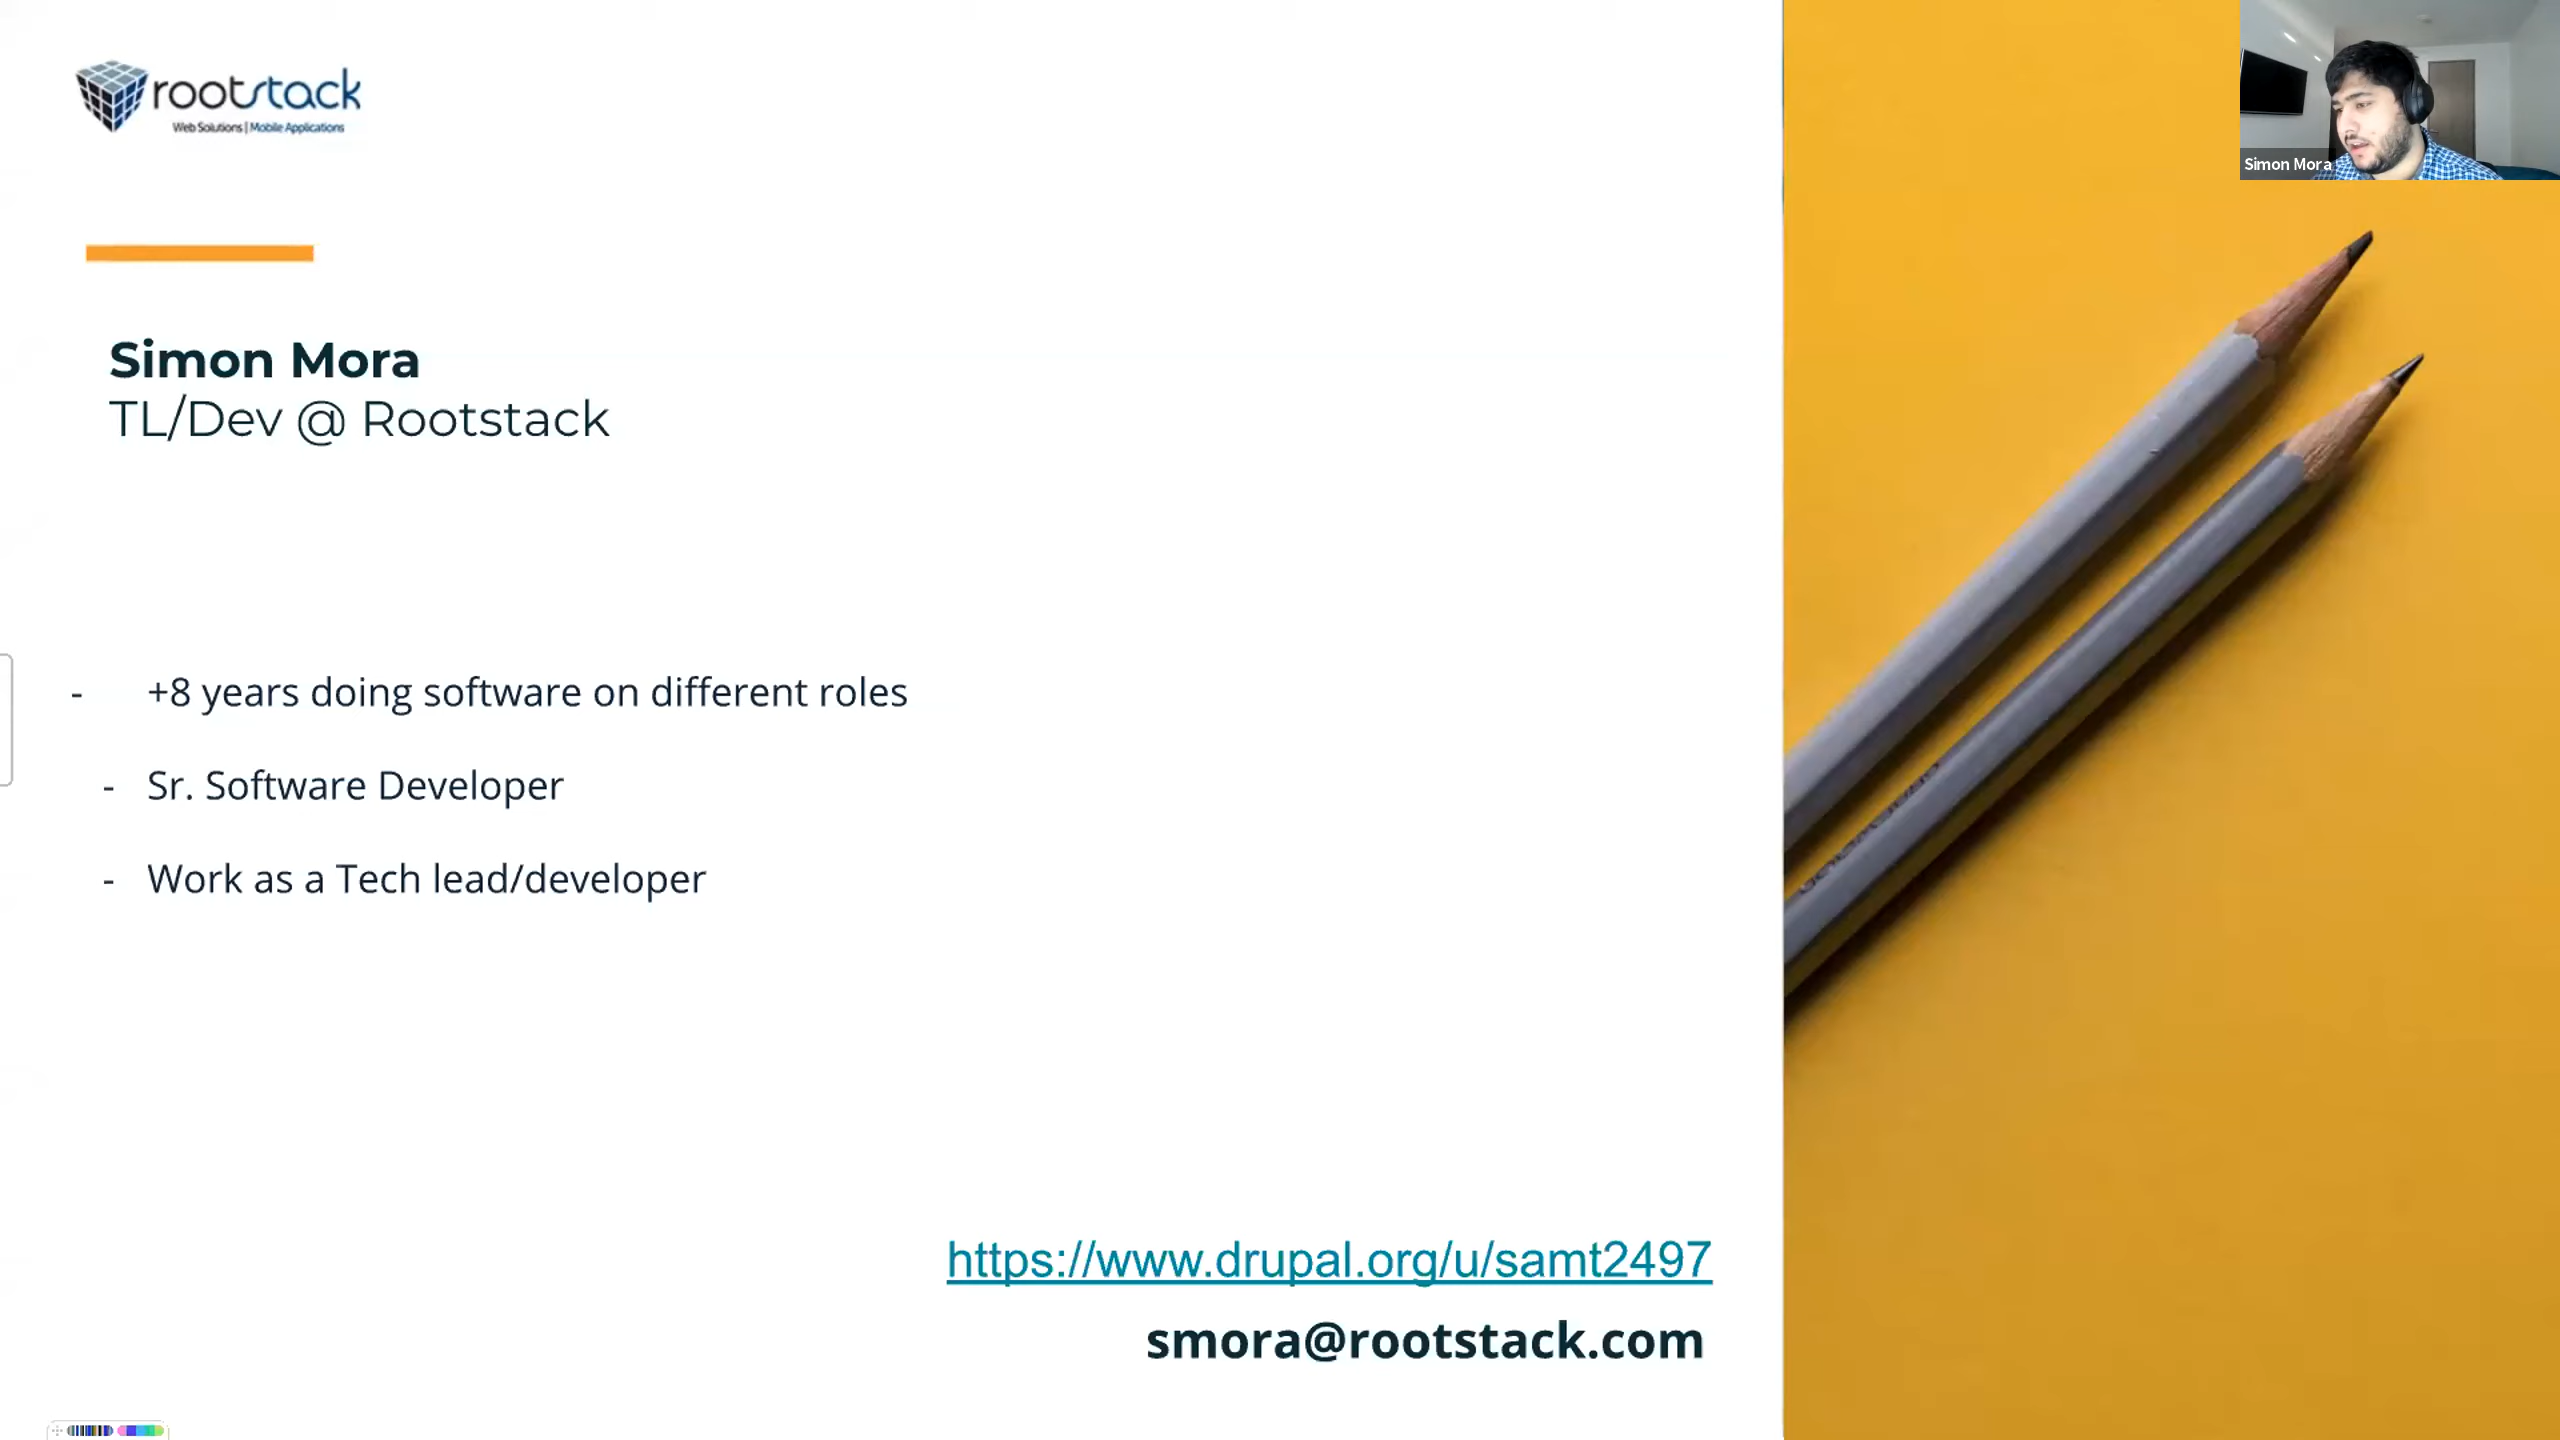 rootstack
Web Solutions | Mobile Applications
Simon Mora
Simon Mora
TL/Dev @ Rootstack
- +8 years doing software on different roles
- Sr. Software Developer
- Work as a Tech lead/developer
https://www.drupal.org/u/samt2497
smora@rootstack.com